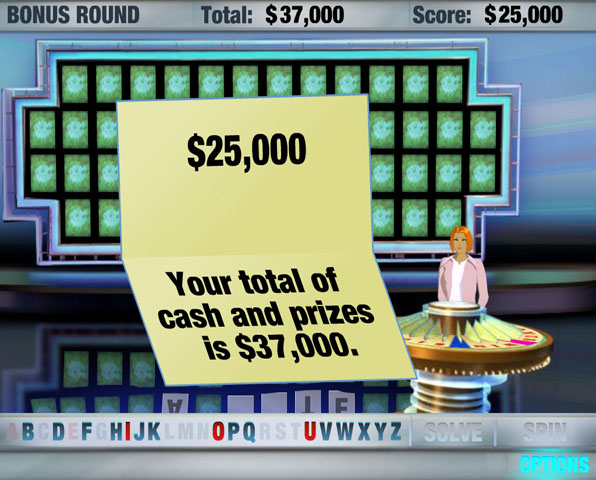 BONUS ROUND Total: $37,000 Score: $25,000
$25,000
Your total of
cash and prizes
is $37,000.
ABCDEFGHIJKLMNOPQRSTUVWXYZ SOLVE SPIN
OPTIONS